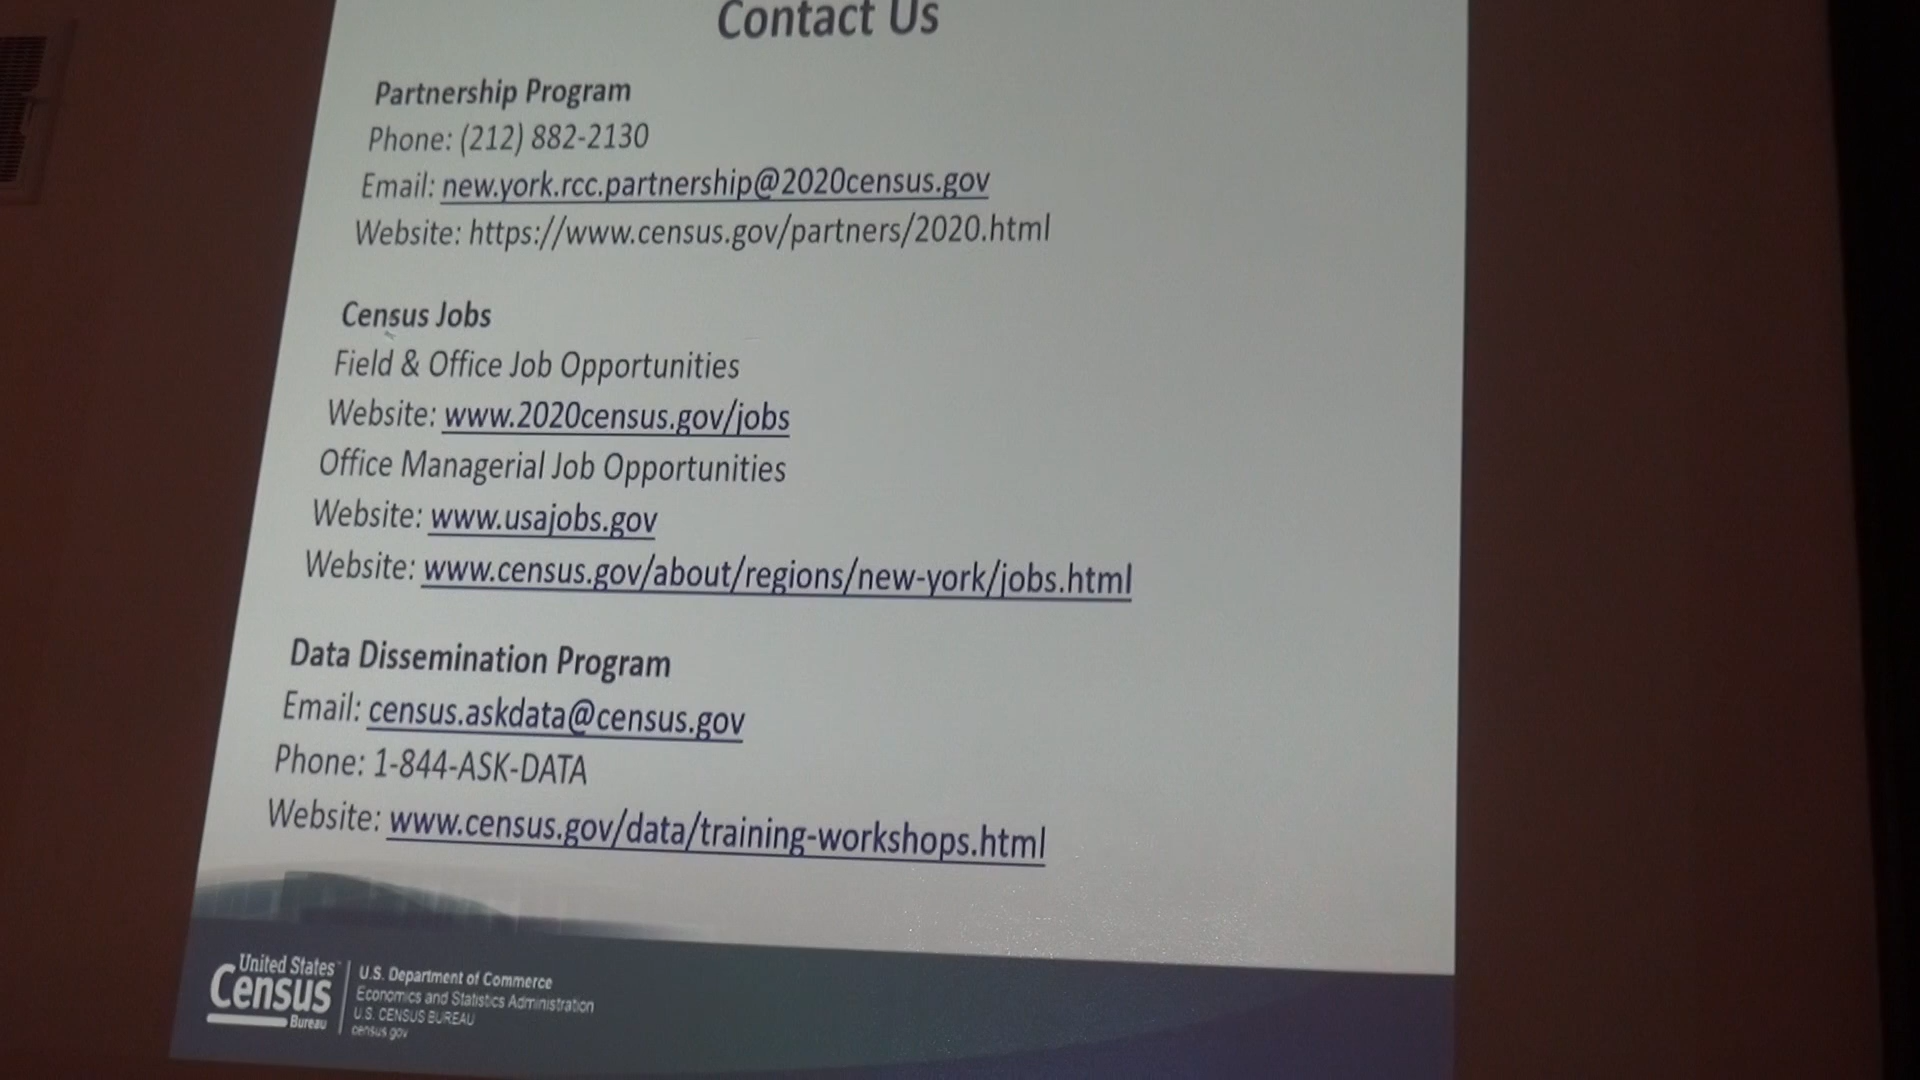 Contact Us
Partnership Program
Phone: (212) 882-2130
Email: new.york.rcc.partnership@2020census.gov
Website: https://www.census.gov/partners/2020.html
Census Jobs
Field & Office Job Opportunities
Website: www.2020census.gov/jobs
Office Managerial Job Opportunities
Website: www.usajobs.gov
Website: www.census.gov/about/regions/new-york/jobs.html
Data Dissemination Program
Email: census.askdata@census.gov
Phone: 1-844-ASK-DATA
Website: www.census.gov/data/training-workshops.html
United States
Census
Bureau
U.S. Department of Commerce
Economics and Statistics Administration
U.S. CENSUS BUREAU
census.gov